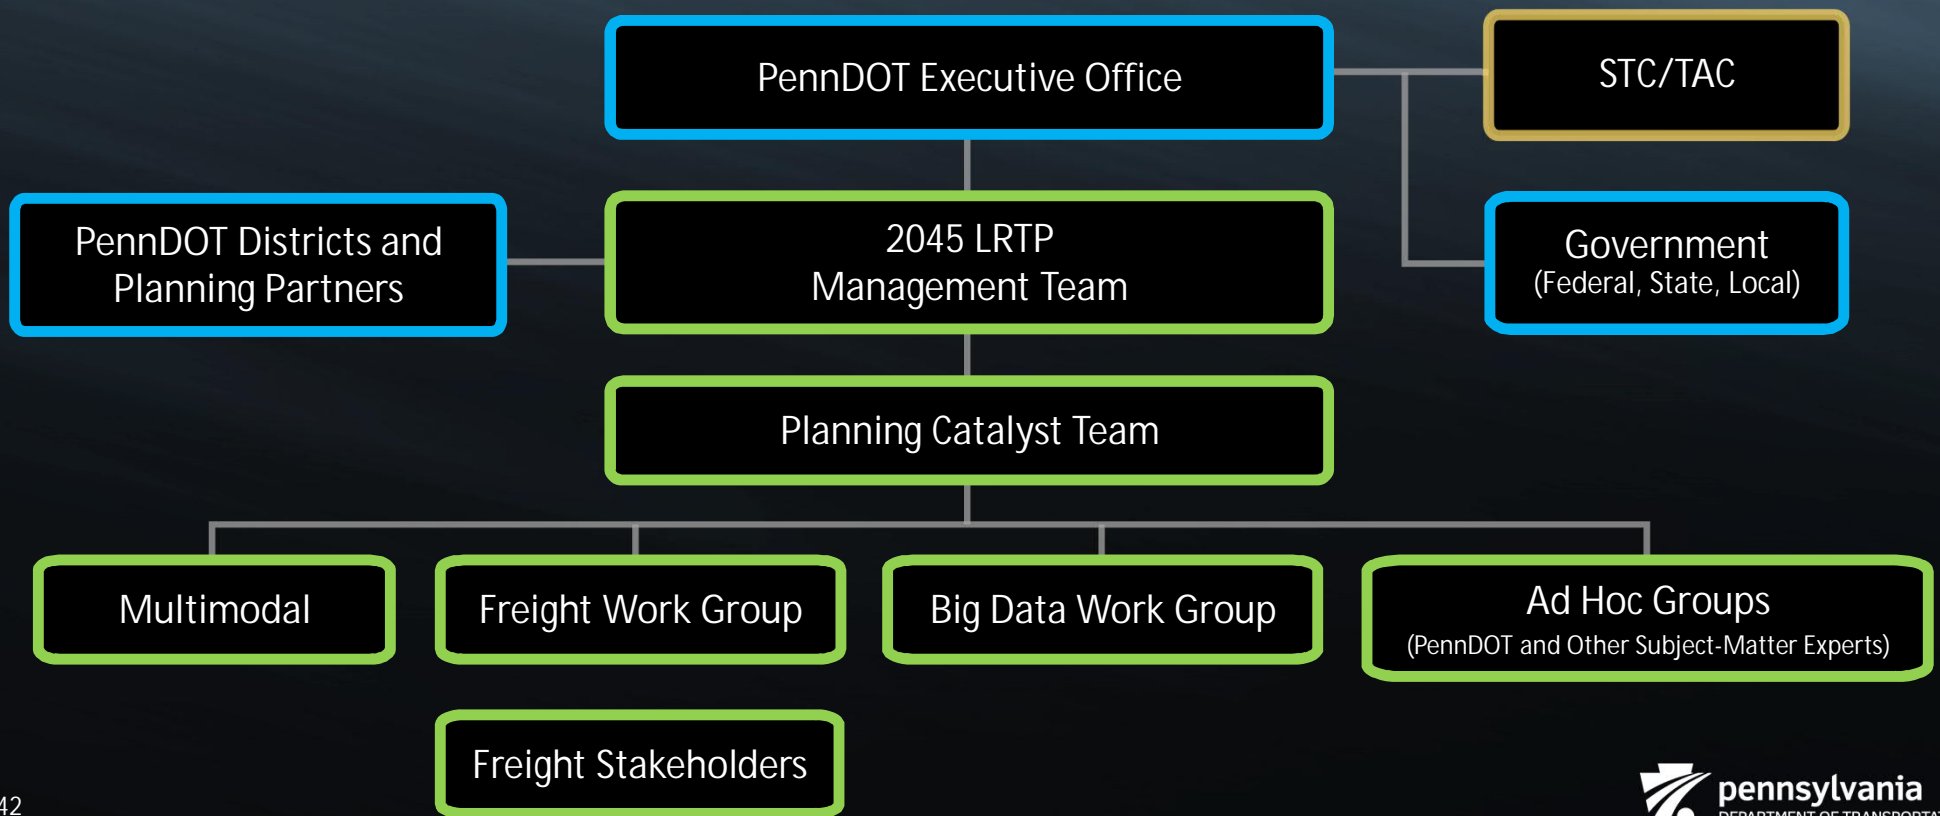 PennDOT Executive Office
STC/TAC
PennDOT Districts and
Planning Partners
2045 LRTP
Management Team
Government
(Federal, State, Local)
Planning Catalyst Team
Multimodal
Freight Work Group
Big Data Work Group
Ad Hoc Groups
(PennDOT and Other Subject-Matter Experts)
Freight Stakeholders
42
pennsylvania
DEPARTMENT OF